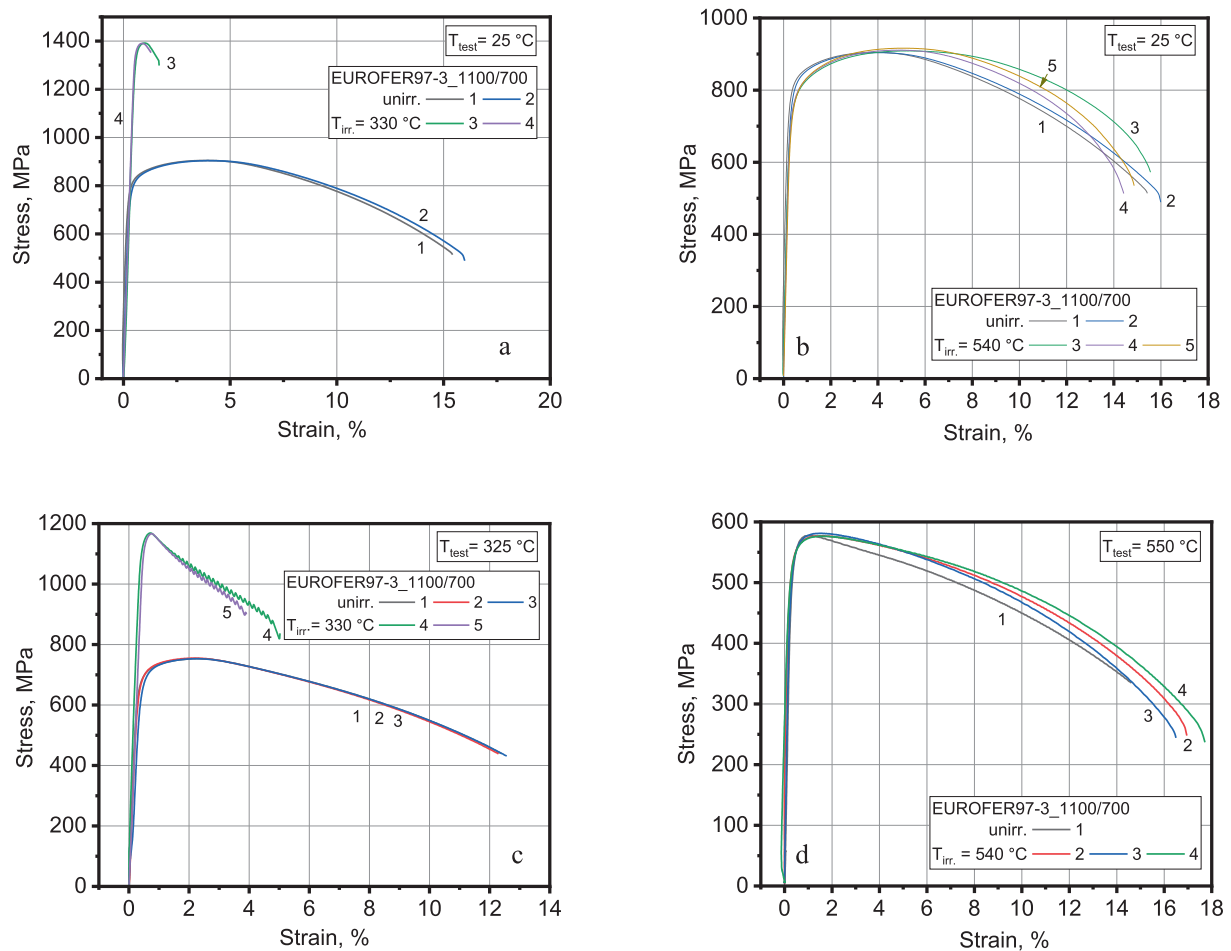 1400
1200
1000
800
600
400
200
0
Stress, MPa
T_test= 25 °C
EUROFER97-3_1100/700
unirr. 1 2
T_irr.= 330 °C 3 4
3
4
2
1
a
0 5 10 15 20
Strain, %
1000
800
600
400
200
0
Stress, MPa
T_test= 25 °C
5
1
3
4
2
EUROFER97-3_1100/700
unirr. 1 2
T_irr.= 540 °C 3 4 5
b
0 2 4 6 8 10 12 14 16 18
Strain, %
1200
1000
800
600
400
200
0
Stress, MPa
T_test= 325 °C
EUROFER97-3_1100/700
unirr. 1 2 3
T_irr.= 330 °C 4 5
5
4
1 2 3
c
0 2 4 6 8 10 12 14
Strain, %
600
500
400
300
200
100
0
Stress, MPa
T_test= 550 °C
1
4
3
2
EUROFER97-3_1100/700
unirr. 1
T_irr. = 540 °C 2 3 4
d
0 2 4 6 8 10 12 14 16 18
Strain, %